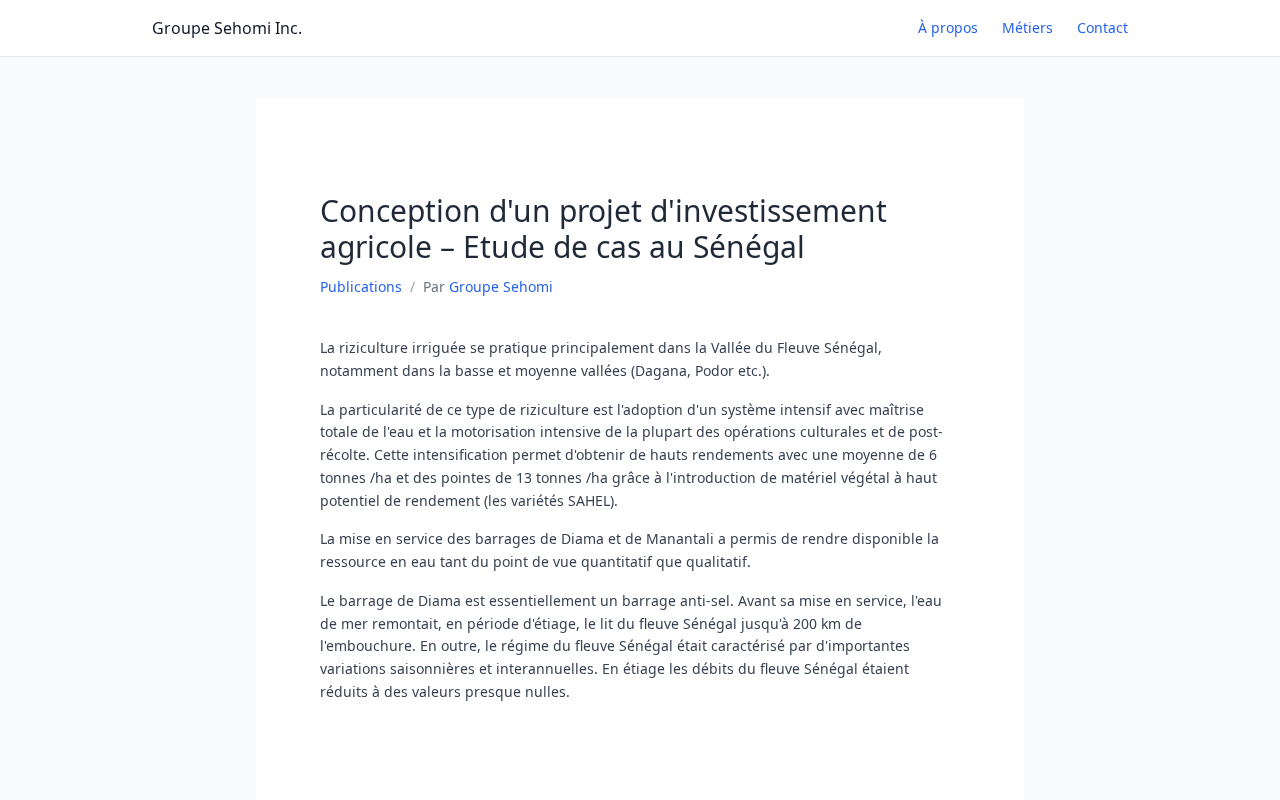 Groupe Sehomi Inc.
À propos
Métiers
Contact
Conception d'un projet d'investissement
agricole – Etude de cas au Sénégal
Publications / Par Groupe Sehomi
La riziculture irriguée se pratique principalement dans la Vallée du Fleuve Sénégal,
notamment dans la basse et moyenne vallées (Dagana, Podor etc.).
La particularité de ce type de riziculture est l'adoption d'un système intensif avec maîtrise
totale de l'eau et la motorisation intensive de la plupart des opérations culturales et de post-
récolte. Cette intensification permet d'obtenir de hauts rendements avec une moyenne de 6
tonnes /ha et des pointes de 13 tonnes /ha grâce à l'introduction de matériel végétal à haut
potentiel de rendement (les variétés SAHEL).
La mise en service des barrages de Diama et de Manantali a permis de rendre disponible la
ressource en eau tant du point de vue quantitatif que qualitatif.
Le barrage de Diama est essentiellement un barrage anti-sel. Avant sa mise en service, l'eau
de mer remontait, en période d'étiage, le lit du fleuve Sénégal jusqu'à 200 km de
l'embouchure. En outre, le régime du fleuve Sénégal était caractérisé par d'importantes
variations saisonnières et interannuelles. En étiage les débits du fleuve Sénégal étaient
réduits à des valeurs presque nulles.